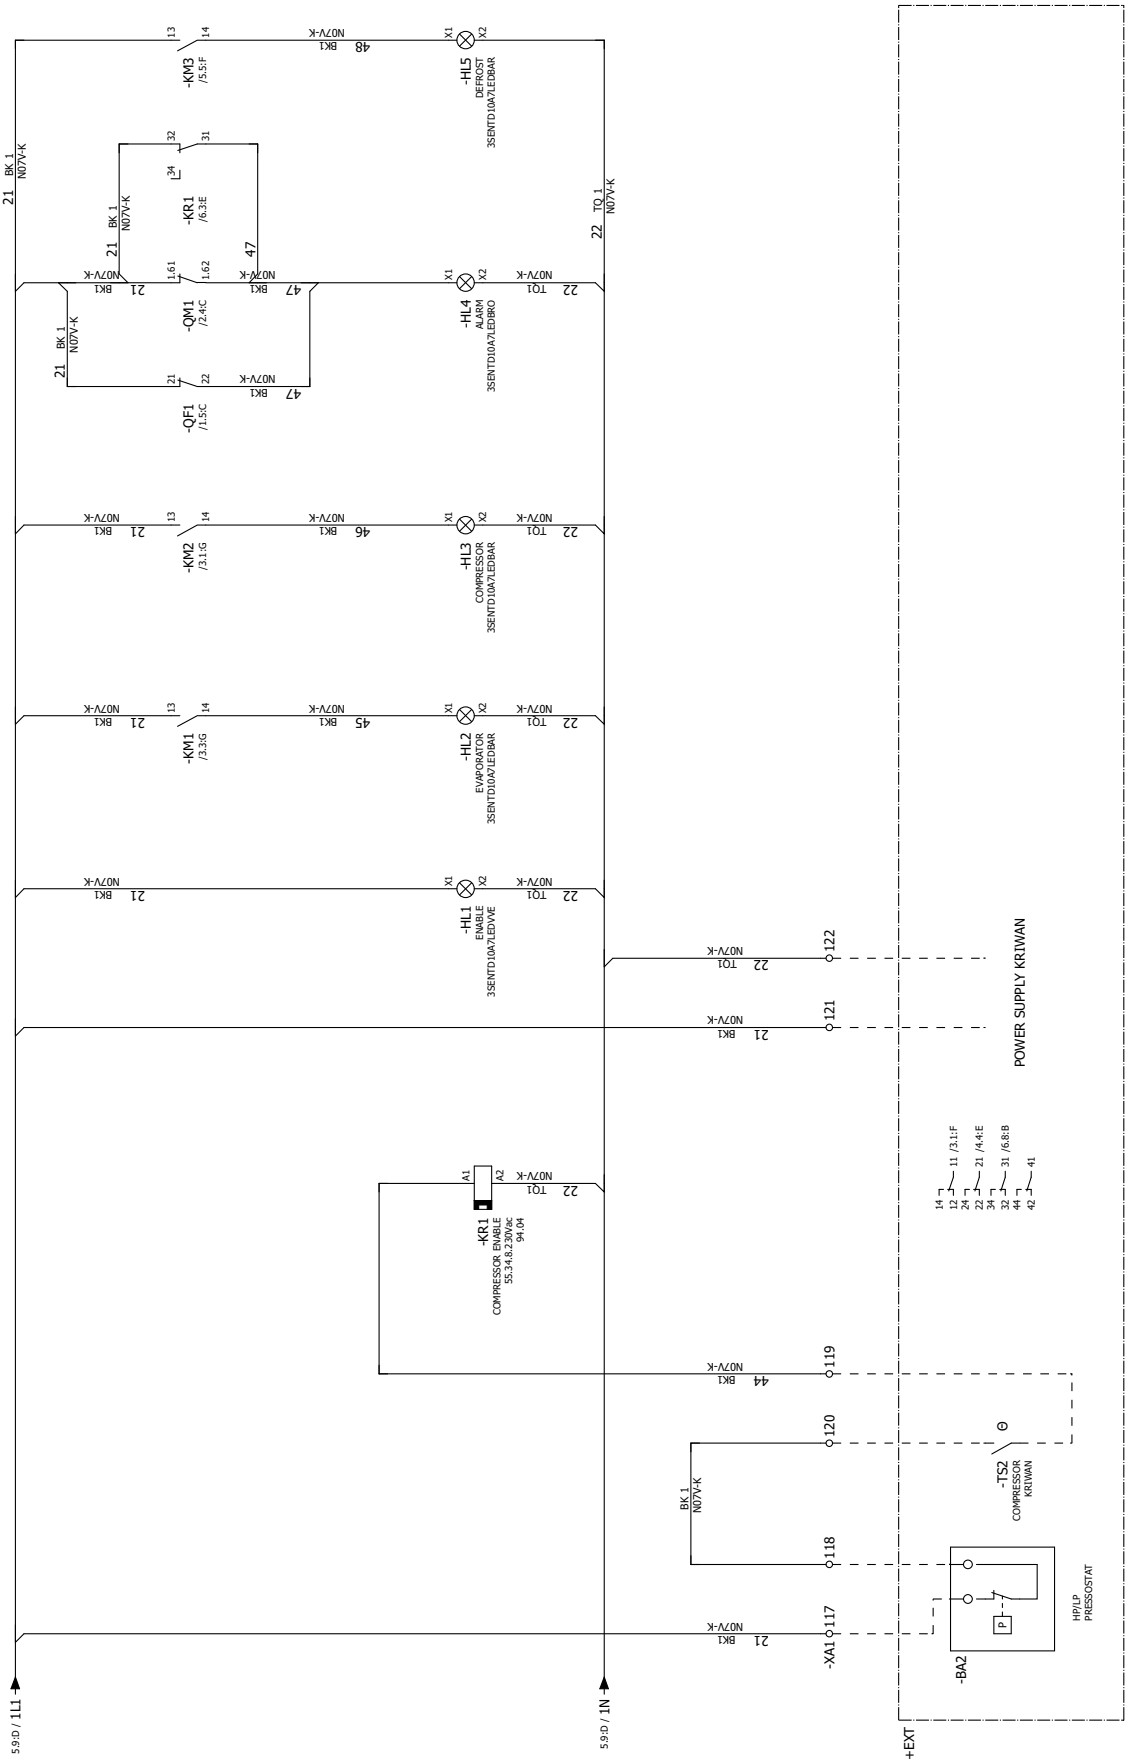 5.9:D / 1L1
5.9:D / 1N
21
BK 1
N07V-K
22
TQ 1
N07V-K
21
BK1
N07V-K
-XA1
117
118
BK 1
N07V-K
120
119
44
BK1
N07V-K
+EXT
-BA2
P
HP/LP
PRESSOSTAT
-TS2
COMPRESSOR
KRIWAN
Θ
-KR1
COMPRESSOR ENABLE
55.34.8.230Vac
94.04
A1
A2
22
TQ1
N07V-K
14
12
11 /3.1:F
24
22
21 /4.4:E
34
32
31 /6.8:B
44
42
41
21
BK1
N07V-K
121
22
TQ1
N07V-K
122
POWER SUPPLY KRIWAN
21
BK1
N07V-K
-HL1
ENABLE
3SENTD10A7LEDVVE
X1
X2
22
TQ1
N07V-K
21
BK1
N07V-K
-KM1
/3.3:G
13
14
45
BK1
N07V-K
-HL2
EVAPORATOR
3SENTD10A7LEDBAR
X1
X2
22
TQ1
N07V-K
21
BK1
N07V-K
-KM2
/3.1:G
13
14
46
BK1
N07V-K
-HL3
COMPRESSOR
3SENTD10A7LEDBAR
X1
X2
22
TQ1
N07V-K
21
BK 1
N07V-K
-QF1
/1.5:C
21
22
47
BK1
N07V-K
21
BK1
N07V-K
-QM1
/2.4:C
1.61
1.62
47
BK1
N07V-K
-HL4
ALARM
3SENTD10A7LEDBRO
X1
X2
22
TQ1
N07V-K
21
BK 1
N07V-K
-KR1
/6.3:E
34
32
31
47
-KM3
/5.5:F
13
14
48
BK1
N07V-K
-HL5
DEFROST
3SENTD10A7LEDBAR
X1
X2